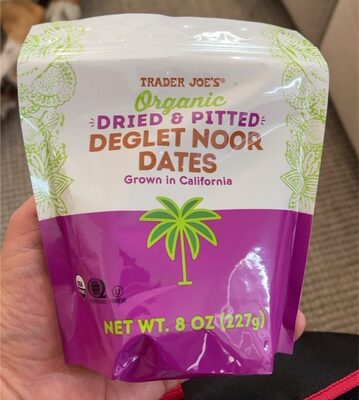 TRADER JOE'S®
Organic
DRIED & PITTED
DEGLET NOOR
DATES
Grown in California
NET WT. 8 OZ (227g)